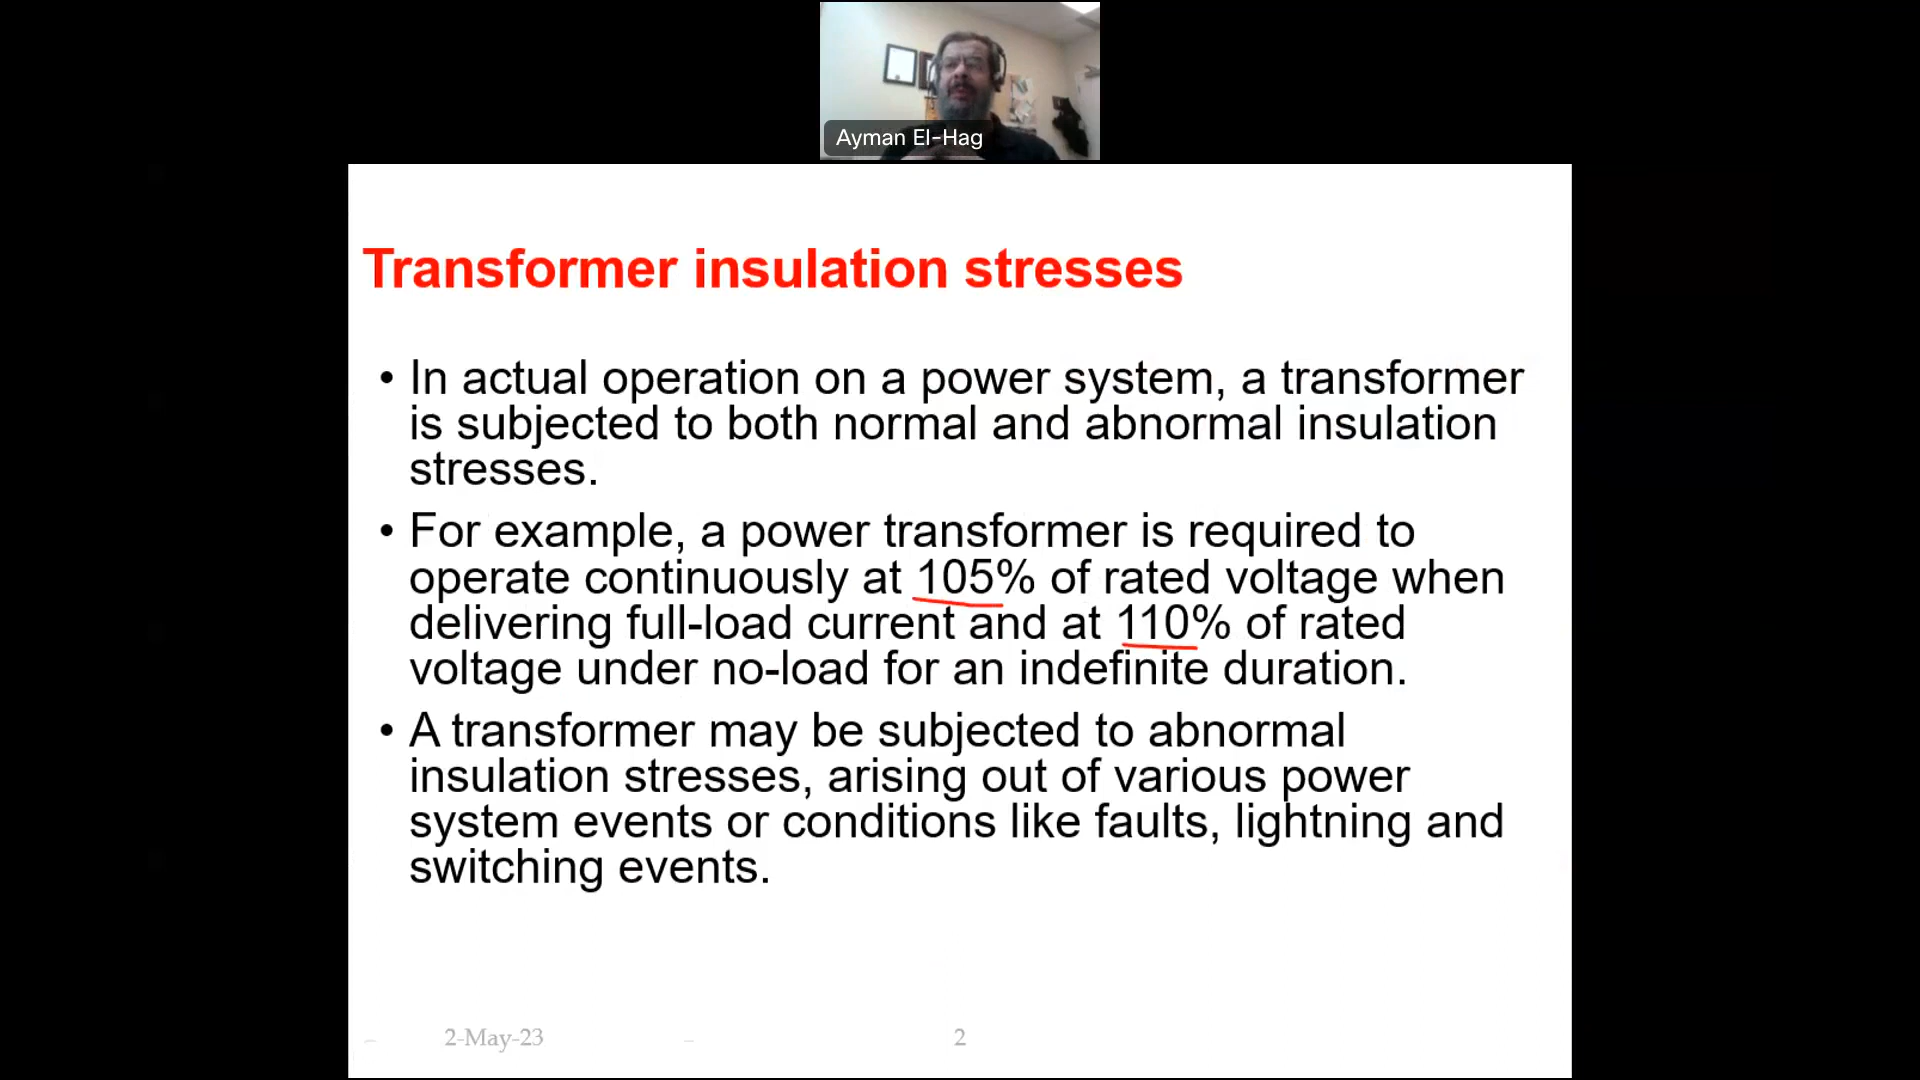 Ayman El-Hag
Transformer insulation stresses
• In actual operation on a power system, a transformer
is subjected to both normal and abnormal insulation
stresses.
• For example, a power transformer is required to
operate continuously at 105% of rated voltage when
delivering full-load current and at 110% of rated
voltage under no-load for an indefinite duration.
• A transformer may be subjected to abnormal
insulation stresses, arising out of various power
system events or conditions like faults, lightning and
switching events.
2-May-23 2